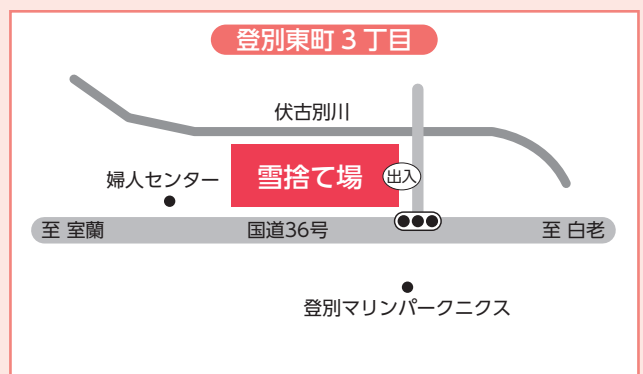 登別東町 3 丁目
伏古別川
婦人センター
雪捨て場
出入
至 室蘭
国道36号
至 白老
登別マリンパークニクス